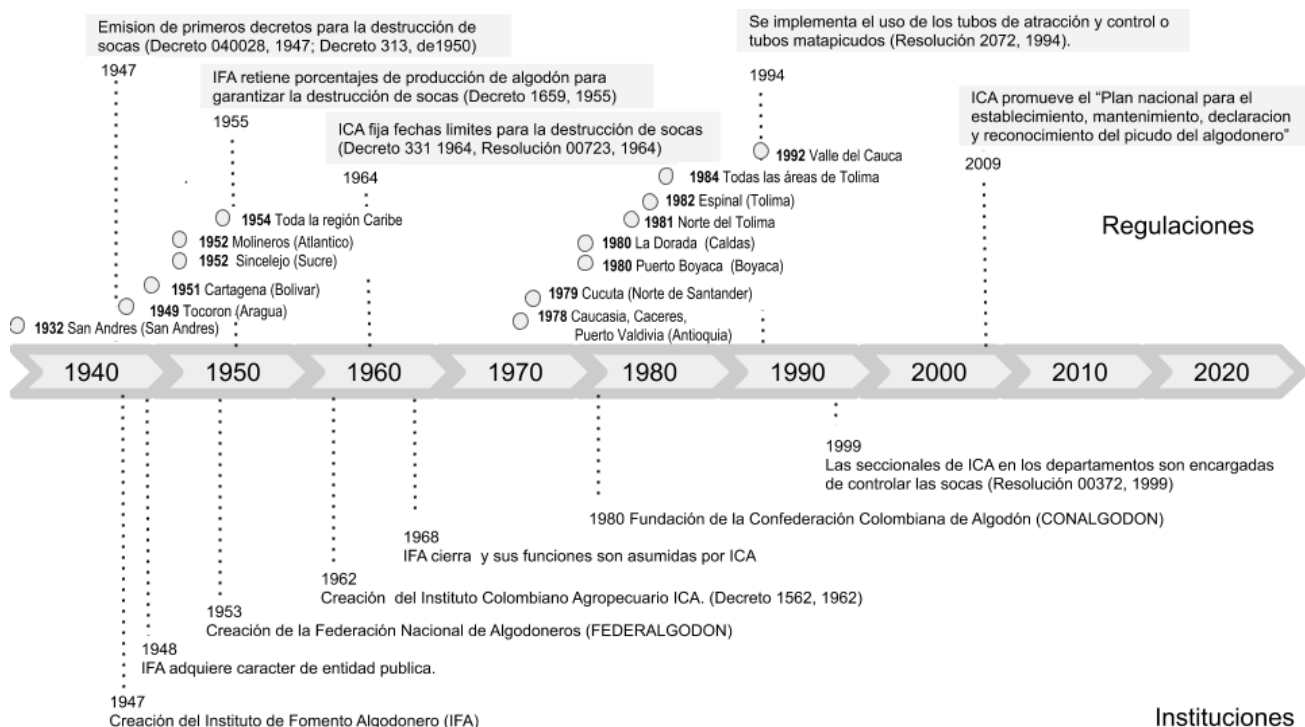 Emision de primeros decretos para la destrucción de
socas (Decreto 040028, 1947; Decreto 313, de1950)
1947
IFA retiene porcentajes de producción de algodón para
garantizar la destrucción de socas (Decreto 1659, 1955)
1955
ICA fija fechas limites para la destrucción de socas
(Decreto 331 1964, Resolución 00723, 1964)
1964
Se implementa el uso de los tubos de atracción y control o
tubos matapicudos (Resolución 2072, 1994).
1994
ICA promueve el “Plan nacional para el
establecimiento, mantenimiento, declaracion
y reconocimiento del picudo del algodonero”
2009
Regulaciones
1992 Valle del Cauca
1984 Todas las áreas de Tolima
1982 Espinal (Tolima)
1981 Norte del Tolima
1980 La Dorada (Caldas)
1980 Puerto Boyaca (Boyaca)
1979 Cucuta (Norte de Santander)
1978 Caucasia, Caceres,
Puerto Valdivia (Antioquia)
1954 Toda la región Caribe
1952 Molineros (Atlantico)
1952 Sincelejo (Sucre)
1951 Cartagena (Bolivar)
1949 Tocoron (Aragua)
1932 San Andres (San Andres)
1940 1950 1960 1970 1980 1990 2000 2010 2020
1999
Las seccionales de ICA en los departamentos son encargadas
de controlar las socas (Resolución 00372, 1999)
1980 Fundación de la Confederación Colombiana de Algodón (CONALGODON)
1968
IFA cierra y sus funciones son asumidas por ICA
1962
Creación del Instituto Colombiano Agropecuario ICA. (Decreto 1562, 1962)
1953
Creación de la Federación Nacional de Algodoneros (FEDERALGODON)
1948
IFA adquiere caracter de entidad publica.
1947
Creación del Instituto de Fomento Algodonero (IFA)
Instituciones